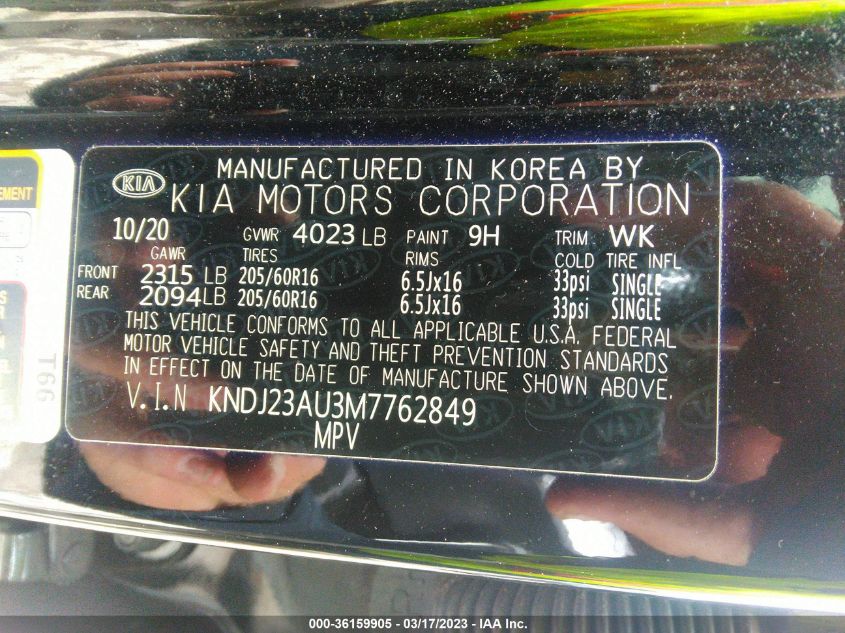 EMENT
T66
KIA
MANUFACTURED IN KOREA BY
KIA MOTORS CORPORATION
10/20 GVWR 4023 LB PAINT 9H TRIM WK
GAWR TIRES RIMS COLD TIRE INFL
FRONT 2315 LB 205/60R16 6.5Jx16 33psi SINGLE
REAR 2094LB 205/60R16 6.5Jx16 33psi SINGLE
THIS VEHICLE CONFORMS TO ALL APPLICABLE U.S.A. FEDERAL
MOTOR VEHICLE SAFETY AND THEFT PREVENTION STANDARDS
IN EFFECT ON THE DATE OF MANUFACTURE SHOWN ABOVE.
V.I.N KNDJ23AU3M7762849
MPV
000-36159905 - 03/17/2023 - IAA Inc.